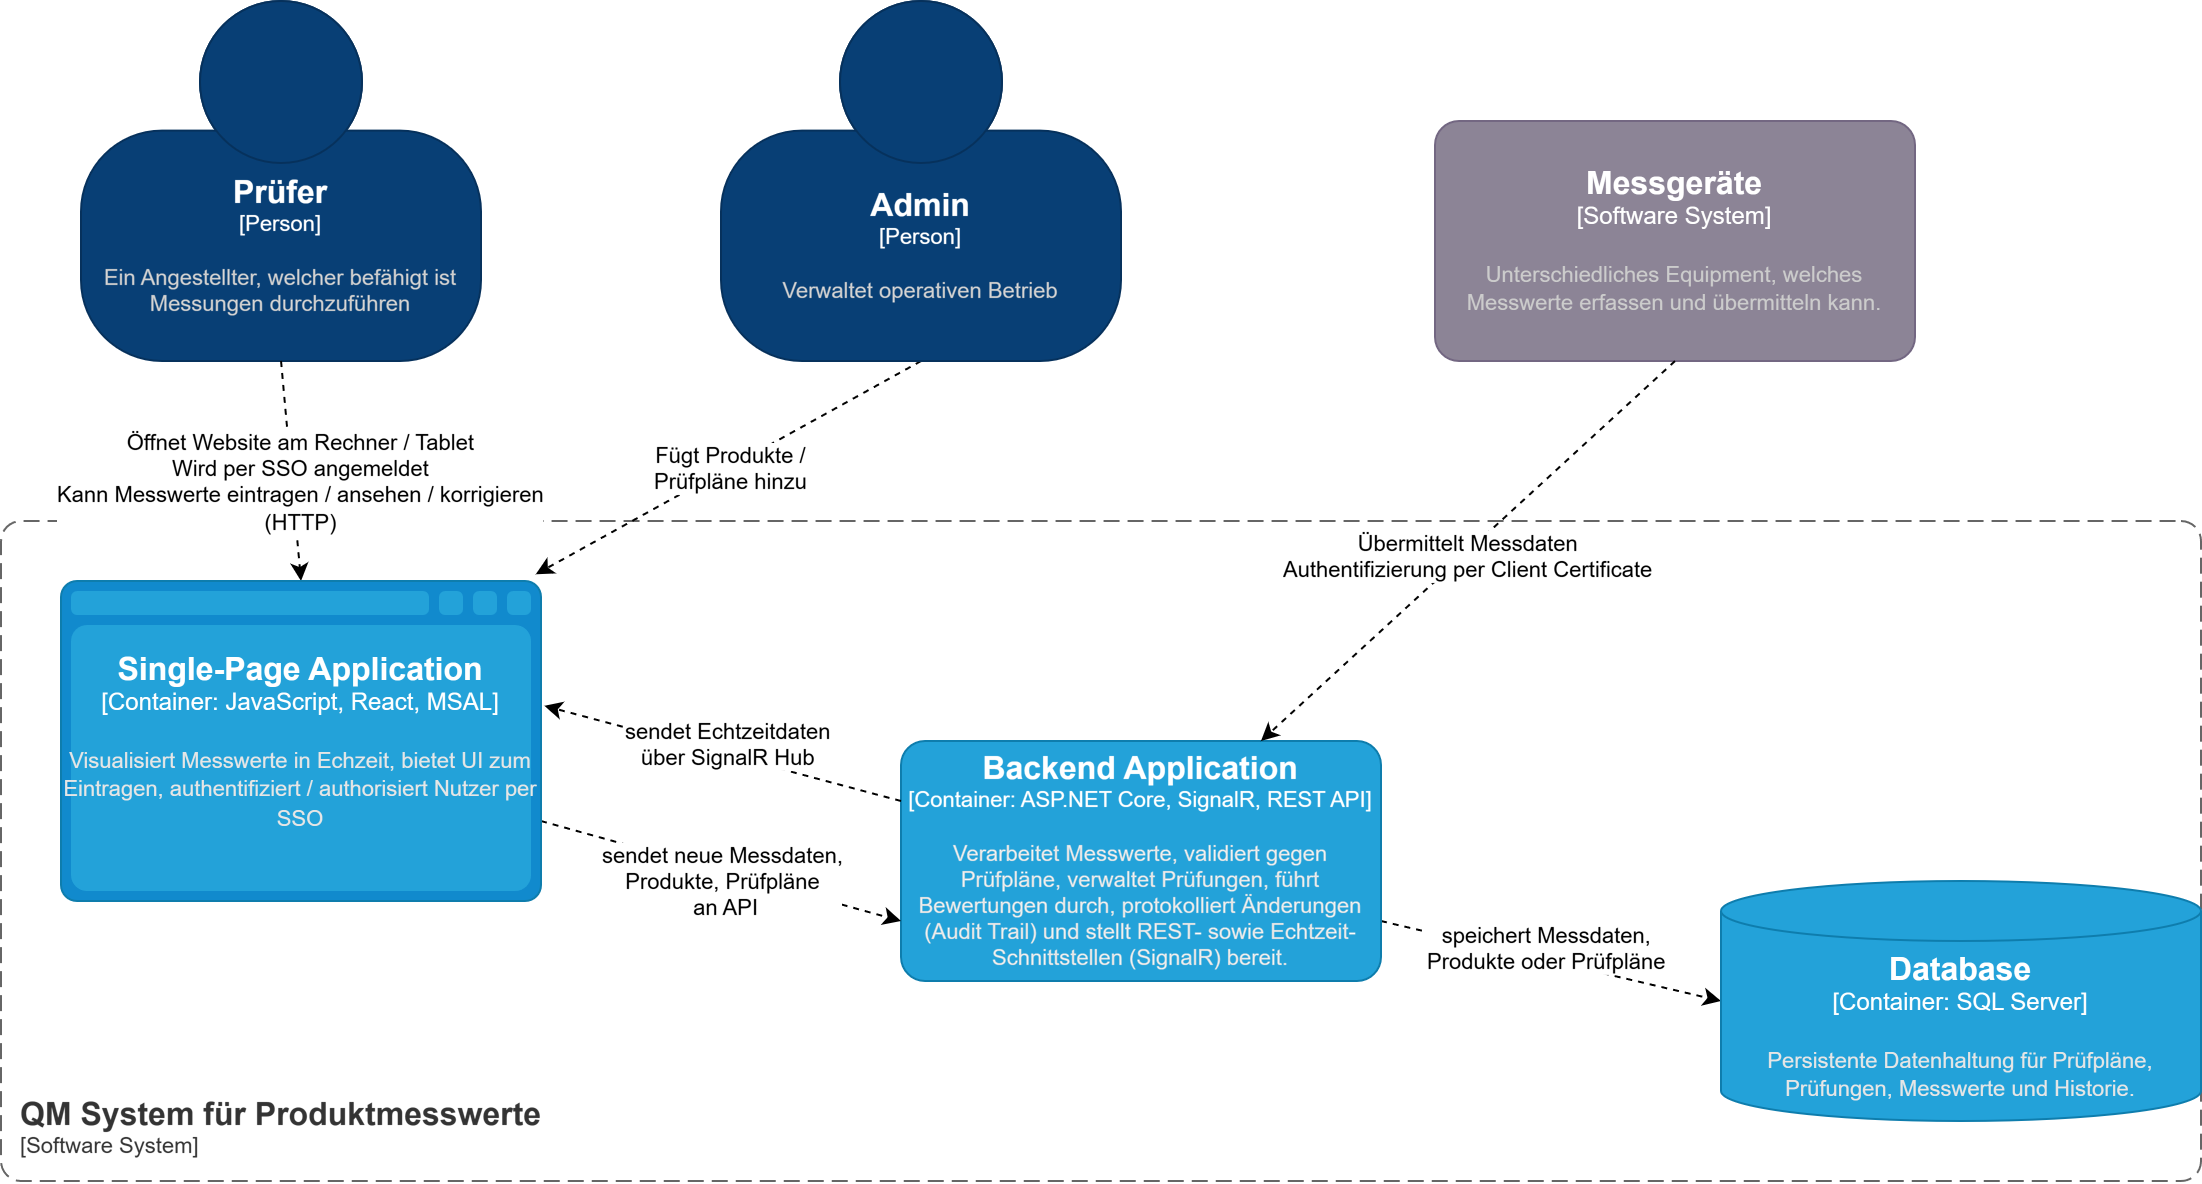 Prüfer
[Person]
Ein Angestellter, welcher befähigt ist
Messungen durchzuführen
Admin
[Person]
Verwaltet operativen Betrieb
Messgeräte
[Software System]
Unterschiedliches Equipment, welches
Messwerte erfassen und übermitteln kann.
Öffnet Website am Rechner / Tablet
Wird per SSO angemeldet
Kann Messwerte eintragen / ansehen / korrigieren
(HTTP)
Fügt Produkte /
Prüfpläne hinzu
Übermittelt Messdaten
Authentifizierung per Client Certificate
Single-Page Application
[Container: JavaScript, React, MSAL]
Visualisiert Messwerte in Echzeit, bietet UI zum
Eintragen, authentifiziert / authorisiert Nutzer per
SSO
sendet Echtzeitdaten
über SignalR Hub
sendet neue Messdaten,
Produkte, Prüfpläne
an API
Backend Application
[Container: ASP.NET Core, SignalR, REST API]
Verarbeitet Messwerte, validiert gegen
Prüfpläne, verwaltet Prüfungen, führt
Bewertungen durch, protokolliert Änderungen
(Audit Trail) und stellt REST- sowie Echtzeit-
Schnittstellen (SignalR) bereit.
speichert Messdaten,
Produkte oder Prüfpläne
Database
[Container: SQL Server]
Persistente Datenhaltung für Prüfpläne,
Prüfungen, Messwerte und Historie.
QM System für Produktmesswerte
[Software System]